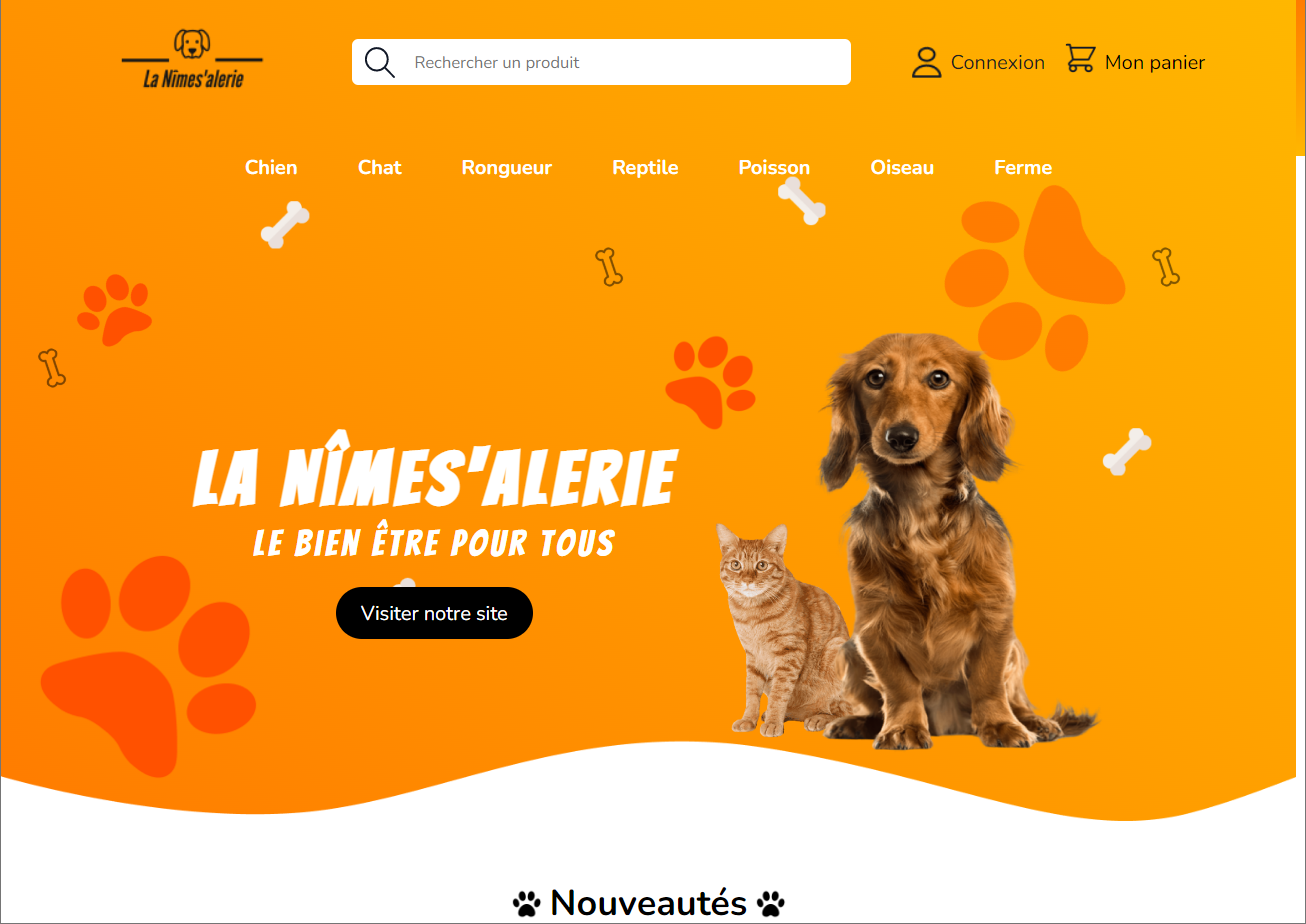 La Nîmes'alerie
Rechercher un produit
Connexion
Mon panier
Chien
Chat
Rongueur
Reptile
Poisson
Oiseau
Ferme
LA NÎMES'ALERIE
LE BIEN ÊTRE POUR TOUS
Visiter notre site
Nouveautés